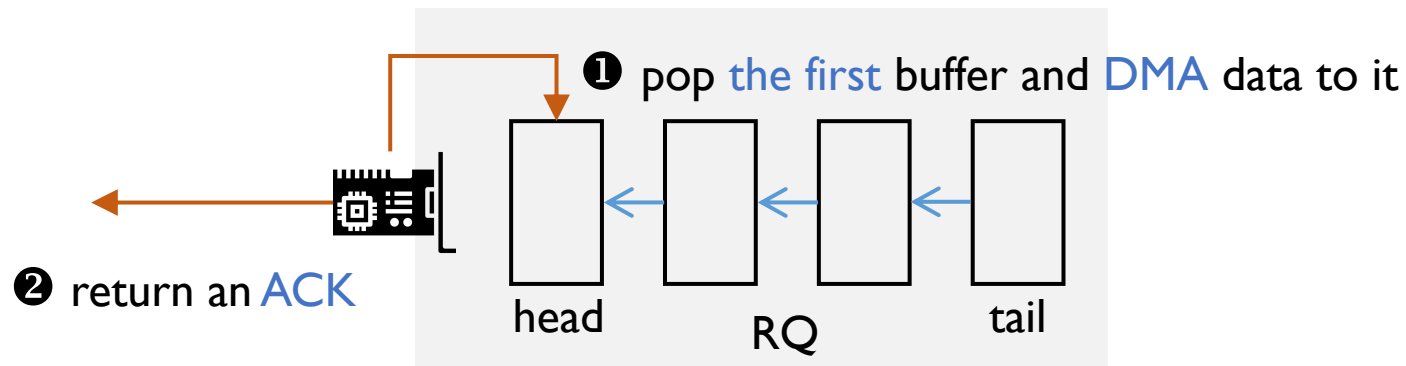 ❶ pop the first buffer and DMA data to it
❷ return an ACK
head
tail
RQ